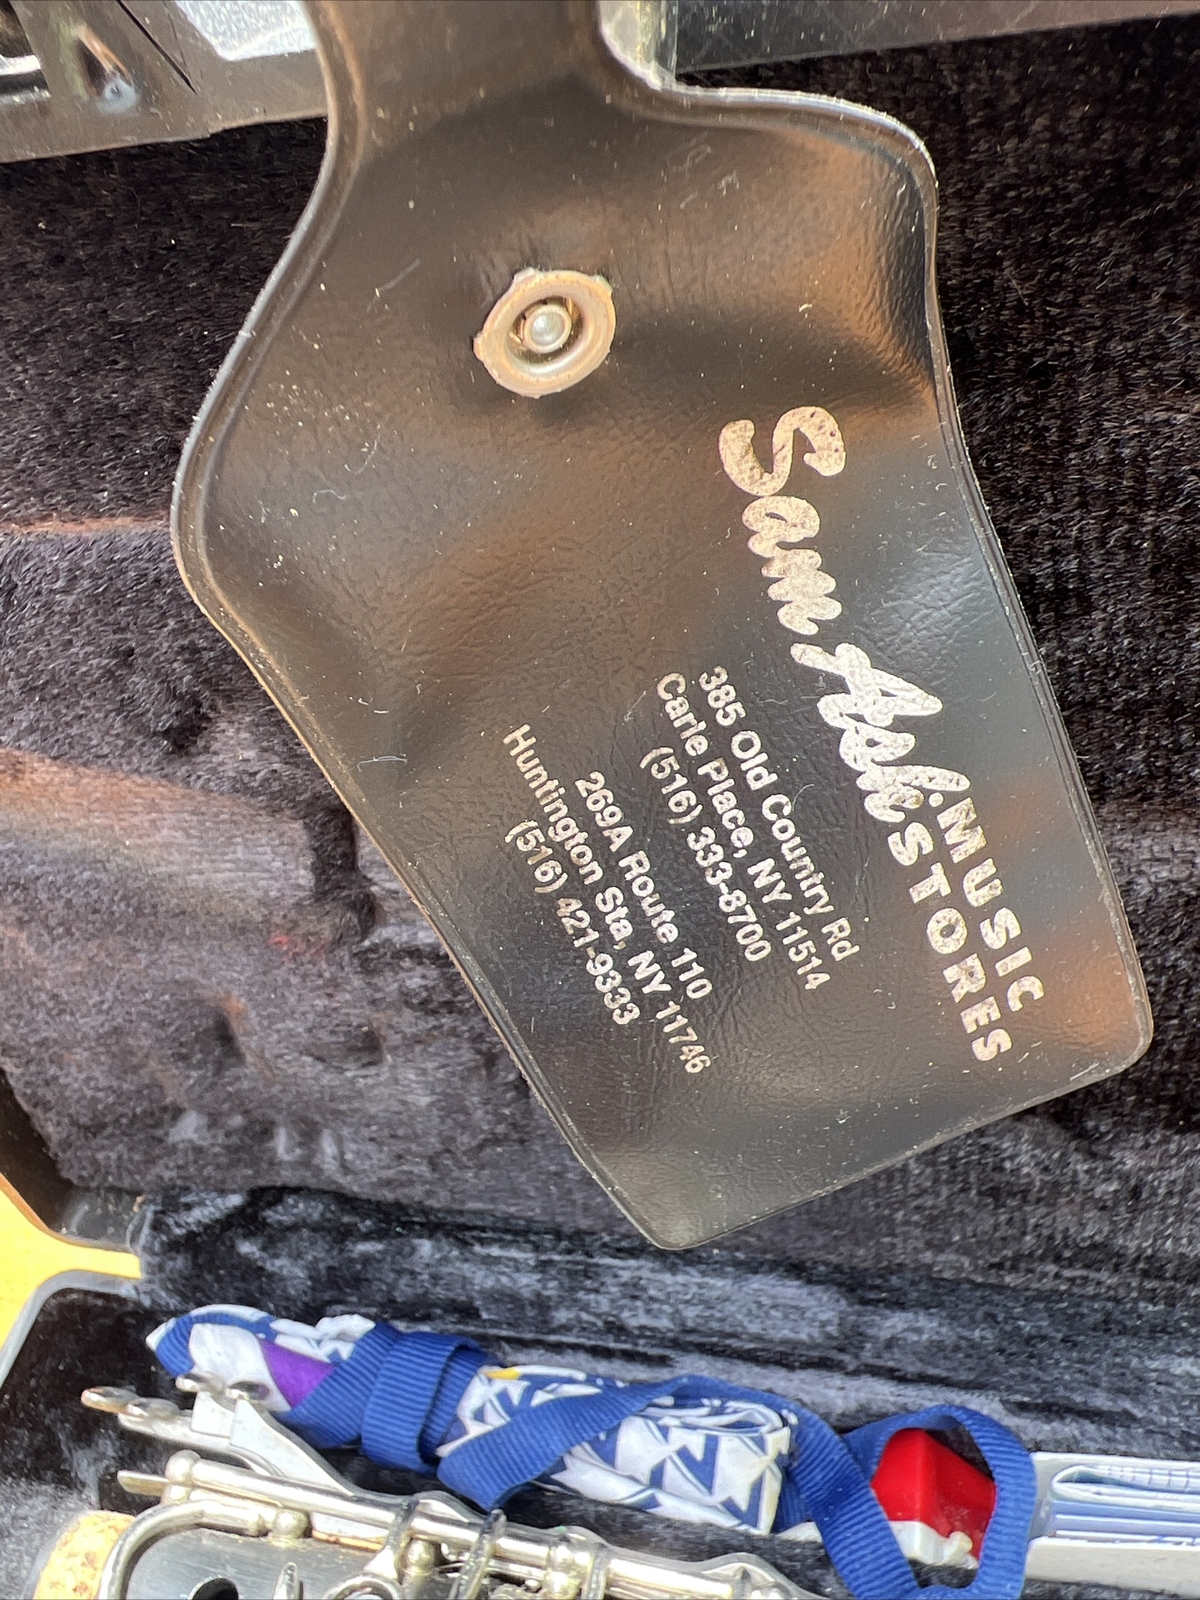 Sam Ash MUSIC
STORES
385 Old Country Rd
Carle Place, NY 11514
(516) 333-8700
269A Route 110
Huntington Sta, NY 11746
(516) 421-9333